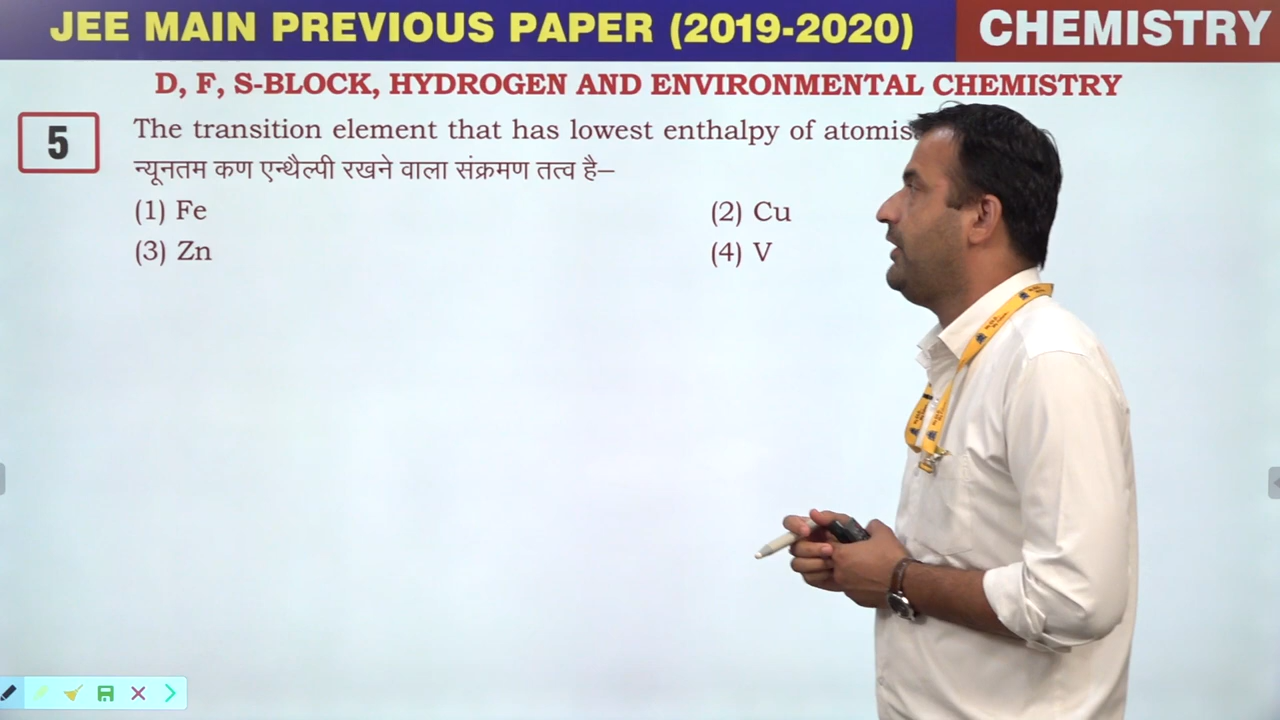 JEE MAIN PREVIOUS PAPER (2019-2020)
CHEMISTRY
D, F, S-BLOCK, HYDROGEN AND ENVIRONMENTAL CHEMISTRY
5
The transition element that has lowest enthalpy of atomis
न्यूनतम कण एन्थैल्पी रखने वाला संक्रमण तत्व है–
(1) Fe
(2) Cu
(3) Zn
(4) V